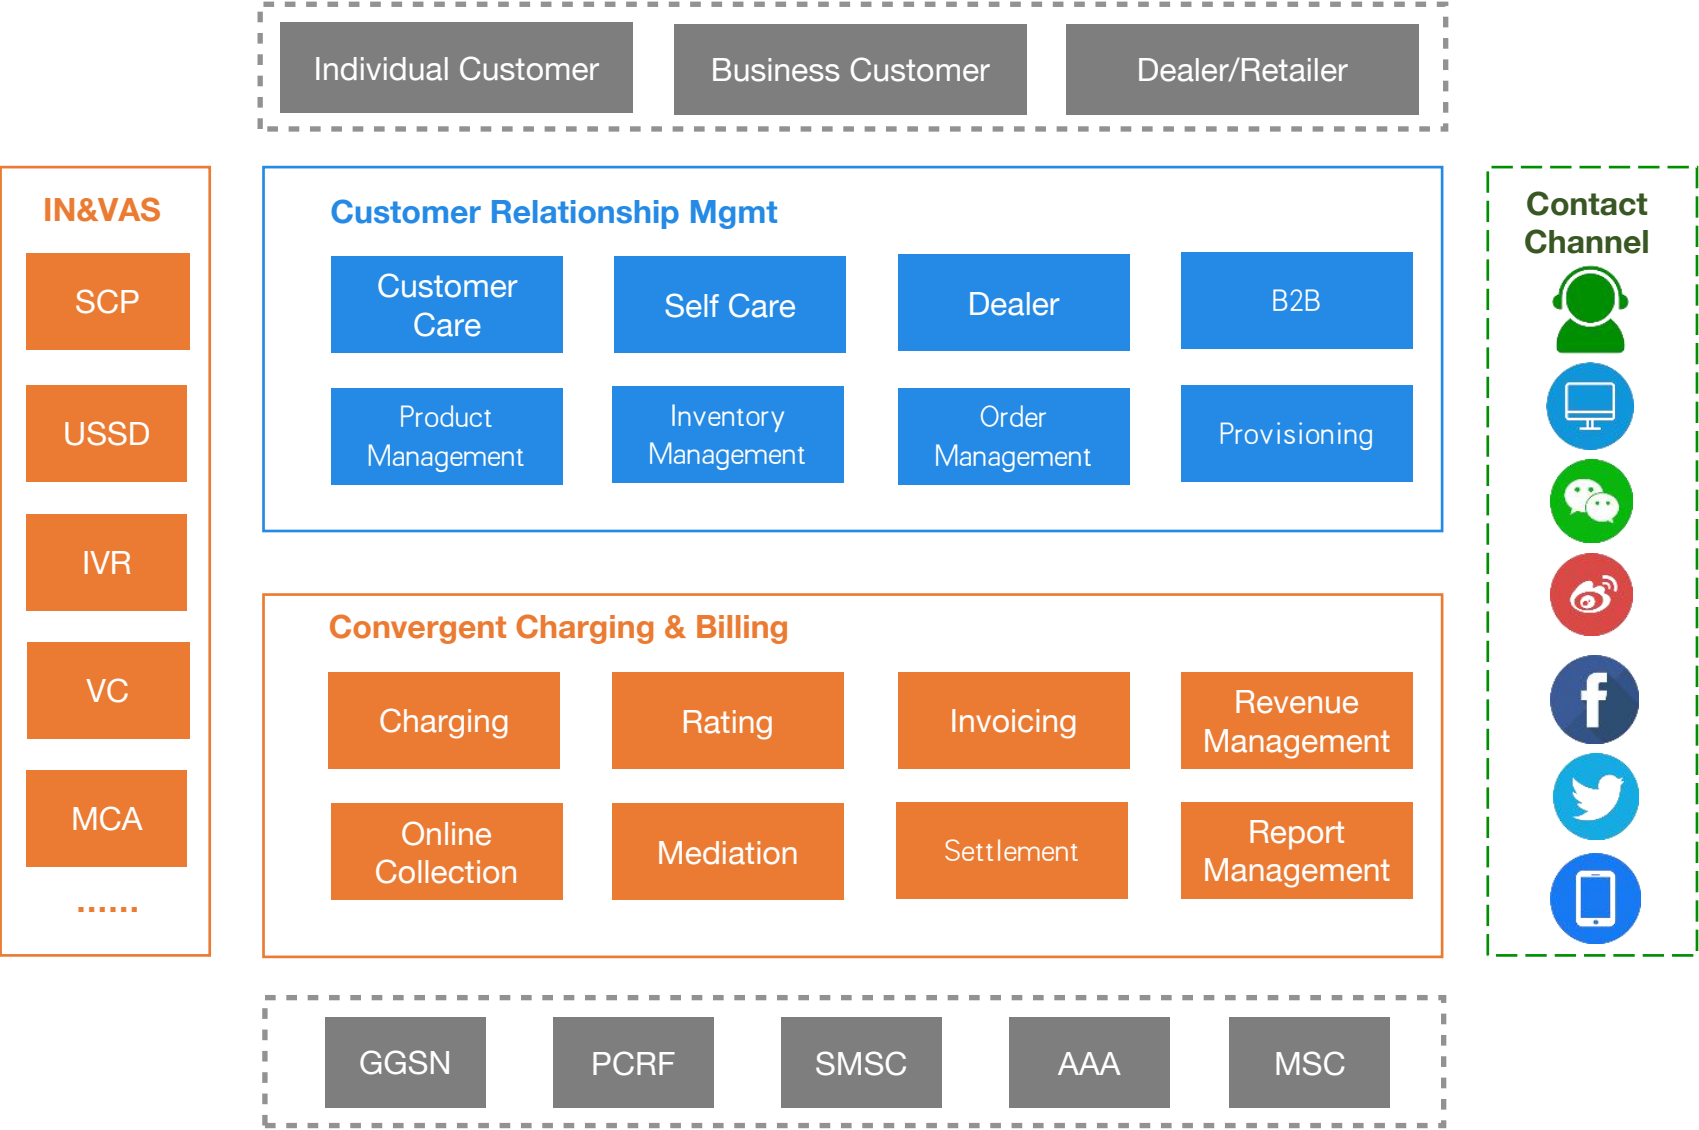 Individual Customer
Business Customer
Dealer/Retailer
IN&VAS
SCP
USSD
IVR
VC
MCA
......
Customer Relationship Mgmt
Customer
Care
Self Care
Dealer
B2B
Product
Management
Inventory
Management
Order
Management
Provisioning
Convergent Charging & Billing
Charging
Rating
Invoicing
Revenue
Management
Online
Collection
Mediation
Settlement
Report
Management
Contact
Channel
GGSN
PCRF
SMSC
AAA
MSC